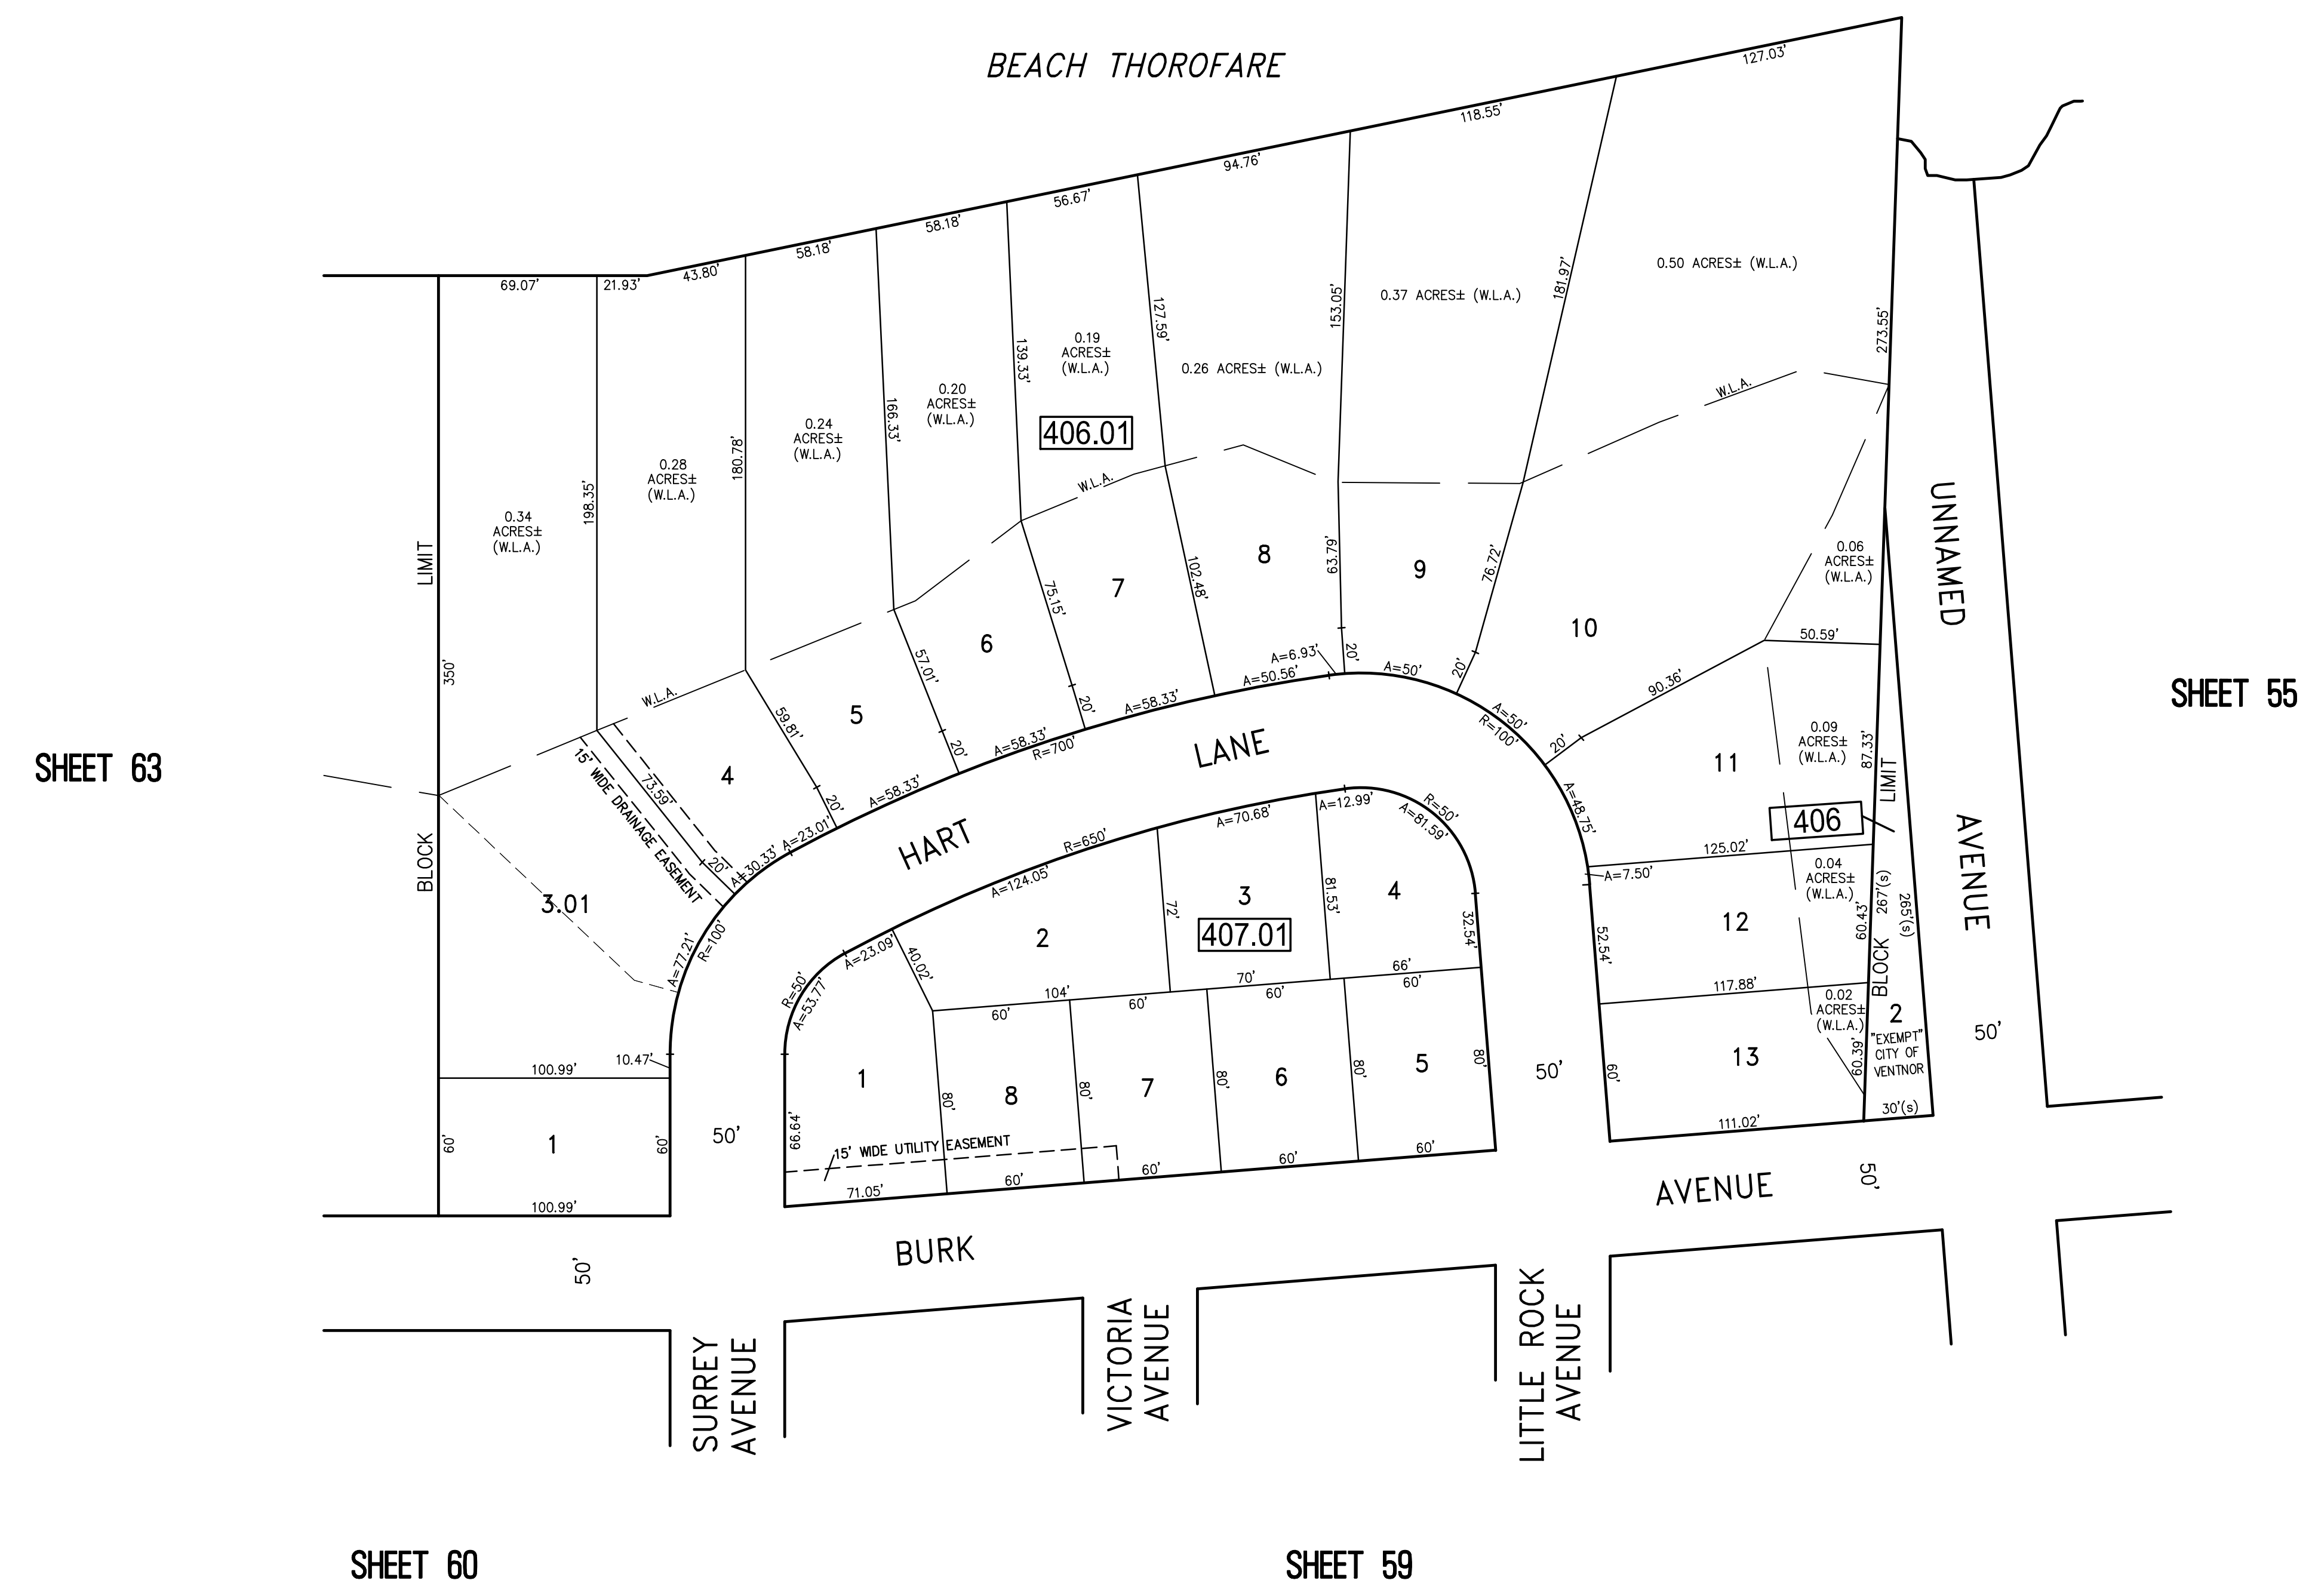 BEACH THOROFARE
127.03'
118.55'
94.76'
56.67'
58.18'
58.18'
43.80'
21.93'
69.07'
0.50 ACRES± (W.L.A.)
0.37 ACRES± (W.L.A.)
181.97'
153.05'
273.55'
127.59'
139.33'
0.19
ACRES±
(W.L.A.)
0.26 ACRES± (W.L.A.)
W.L.A.
0.20
ACRES±
(W.L.A.)
406.01
166.33'
0.24
ACRES±
(W.L.A.)
180.78'
0.28
ACRES±
(W.L.A.)
198.35'
0.34
ACRES±
(W.L.A.)
W.L.A.
LIMIT
350'
BLOCK
W.L.A.
UNNAMED
AVENUE
0.06
ACRES±
(W.L.A.)
8
9
7
10
6
5
4
63.79'
76.72'
102.48'
75.15'
57.01'
59.81'
73.59'
20'
20'
20'
20'
20'
20'
20'
50.59'
90.36'
A=6.93'
A=50'
A=50.56'
A=58.33'
A=58.33'
R=700'
A=58.33'
A=23.01'
A=30.33'
A=50'
R=100'
SHEET 55
SHEET 63
15' WIDE DRAINAGE EASEMENT
HART
LANE
11
0.09
ACRES±
(W.L.A.)
87.33'
LIMIT
406
A=48.75'
125.02'
A=7.50'
0.04
ACRES±
(W.L.A.)
12
60.43'
BLOCK
267'(s)
265'(s)
52.54'
117.88'
0.02
ACRES±
(W.L.A.)
2
"EXEMPT"
CITY OF
VENTNOR
13
60.39'
60'
30'(s)
111.02'
50'
3.01
A=77.21'
R=100'
10.47'
100.99'
1
60'
60'
100.99'
R=650'
A=124.05'
A=70.68'
A=12.99'
R=50'
A=81.59'
A=23.09'
R=50'
A=53.77'
40.02'
2
72'
3
407.01
81.53'
4
32.54'
104'
70'
66'
60'
60'
60'
60'
1
8
7
6
5
80'
80'
80'
80'
80'
66.64'
15' WIDE UTILITY EASEMENT
71.05'
60'
60'
60'
60'
50'
50'
50'
50'
BURK
AVENUE
SURREY
AVENUE
VICTORIA
AVENUE
LITTLE ROCK
AVENUE
SHEET 60
SHEET 59